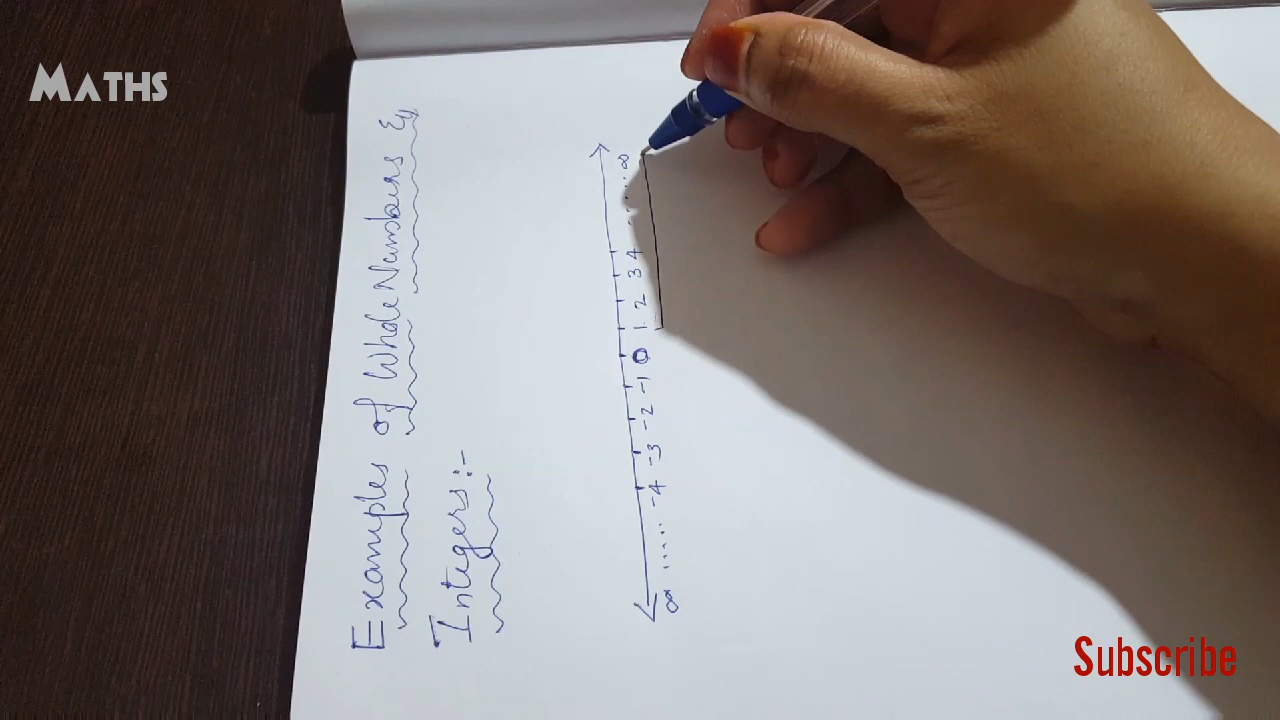 MATHS
Examples of Whole Numbers &
Integers:-
∞ ..... -4 -3 -2 -1 0 1 2 3 4 ...... ∞
Subscribe